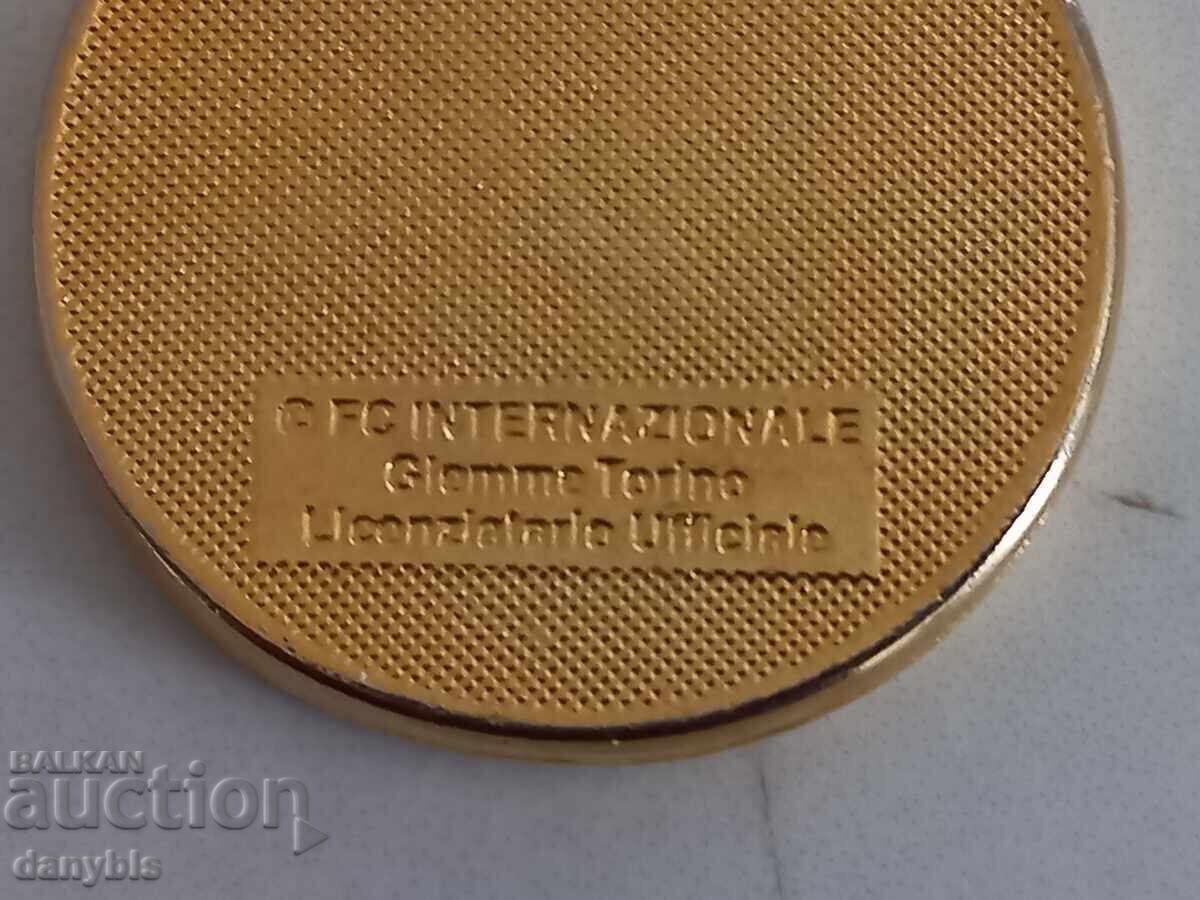 © FC INTERNAZIONALE
Giemme Torino
Licenziatario Ufficiale
BALKAN
auction
danybls